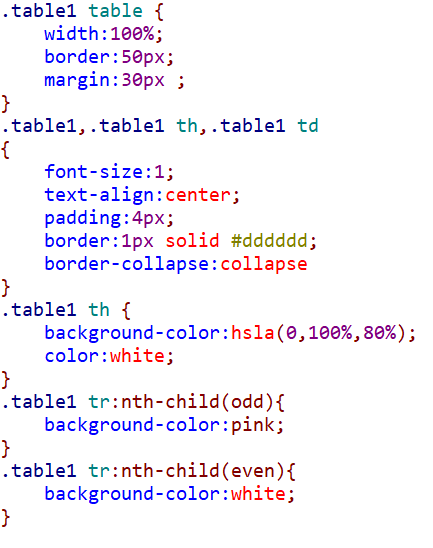 .table1 table {
    width:100%;
    border:50px;
    margin:30px ;
}
.table1,.table1 th,.table1 td
{
    font-size:1;
    text-align:center;
    padding:4px;
    border:1px solid #dddddd;
    border-collapse:collapse
}
.table1 th {
    background-color:hsla(0,100%,80%);
    color:white;
}
.table1 tr:nth-child(odd){
    background-color:pink;
}
.table1 tr:nth-child(even){
    background-color:white;
}